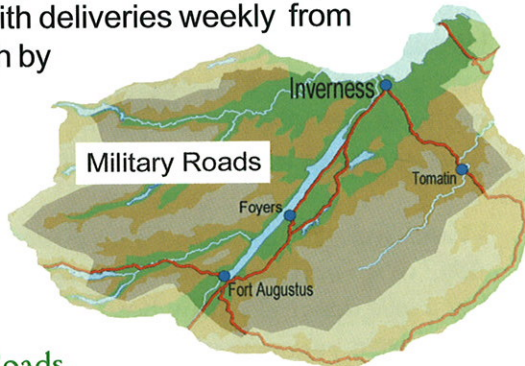 ith deliveries weekly from
n by
Inverness
Military Roads
Tomatin
Foyers
Fort Augustus
oads